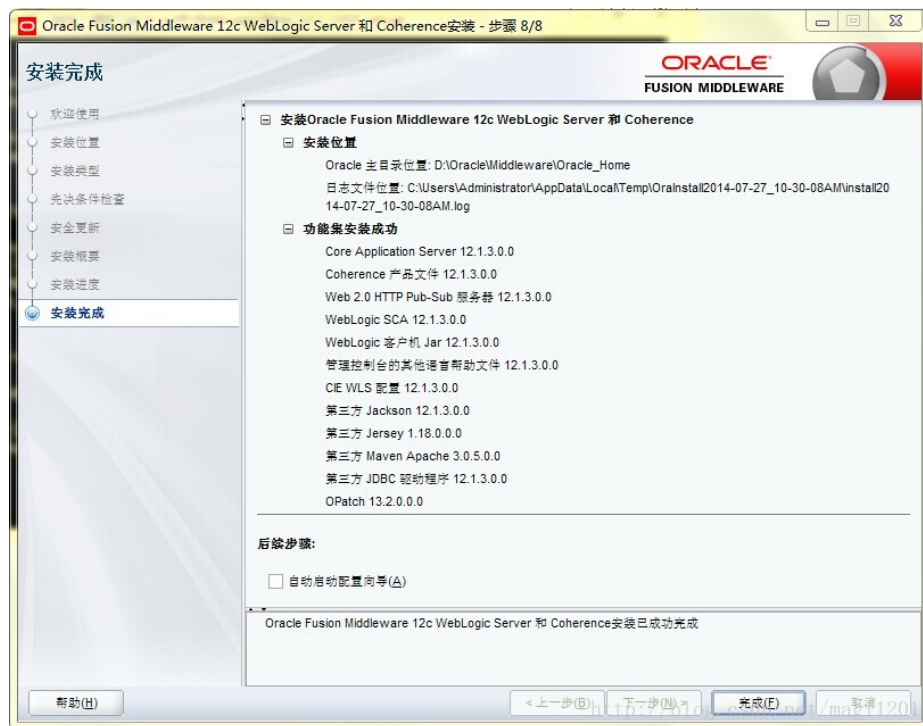 Oracle Fusion Middleware 12c WebLogic Server 和 Coherence安装 - 步骤 8/8
安装完成
ORACLE
FUSION MIDDLEWARE
欢迎使用
安装位置
安装类型
先决条件检查
安全更新
安装概要
安装进度
安装完成
安装Oracle Fusion Middleware 12c WebLogic Server 和 Coherence
安装位置
Oracle 主目录位置: D:\Oracle\Middleware\Oracle_Home
日志文件位置: C:\Users\Administrator\AppData\Local\Temp\OraInstall2014-07-27_10-30-08AM\install20
14-07-27_10-30-08AM.log
功能集安装成功
Core Application Server 12.1.3.0.0
Coherence 产品文件 12.1.3.0.0
Web 2.0 HTTP Pub-Sub 服务器 12.1.3.0.0
WebLogic SCA 12.1.3.0.0
WebLogic 客户机 Jar 12.1.3.0.0
管理控制台的其他语言帮助文件 12.1.3.0.0
CIE WLS 配置 12.1.3.0.0
第三方 Jackson 12.1.3.0.0
第三方 Jersey 1.18.0.0.0
第三方 Maven Apache 3.0.5.0.0
第三方 JDBC 驱动程序 12.1.3.0.0
OPatch 13.2.0.0.0
后续步骤:
自动启动配置向导(A)
Oracle Fusion Middleware 12c WebLogic Server 和 Coherence安装已成功完成
帮助(H)
<上一步(B)
下一步(N)>
完成(F)
取消